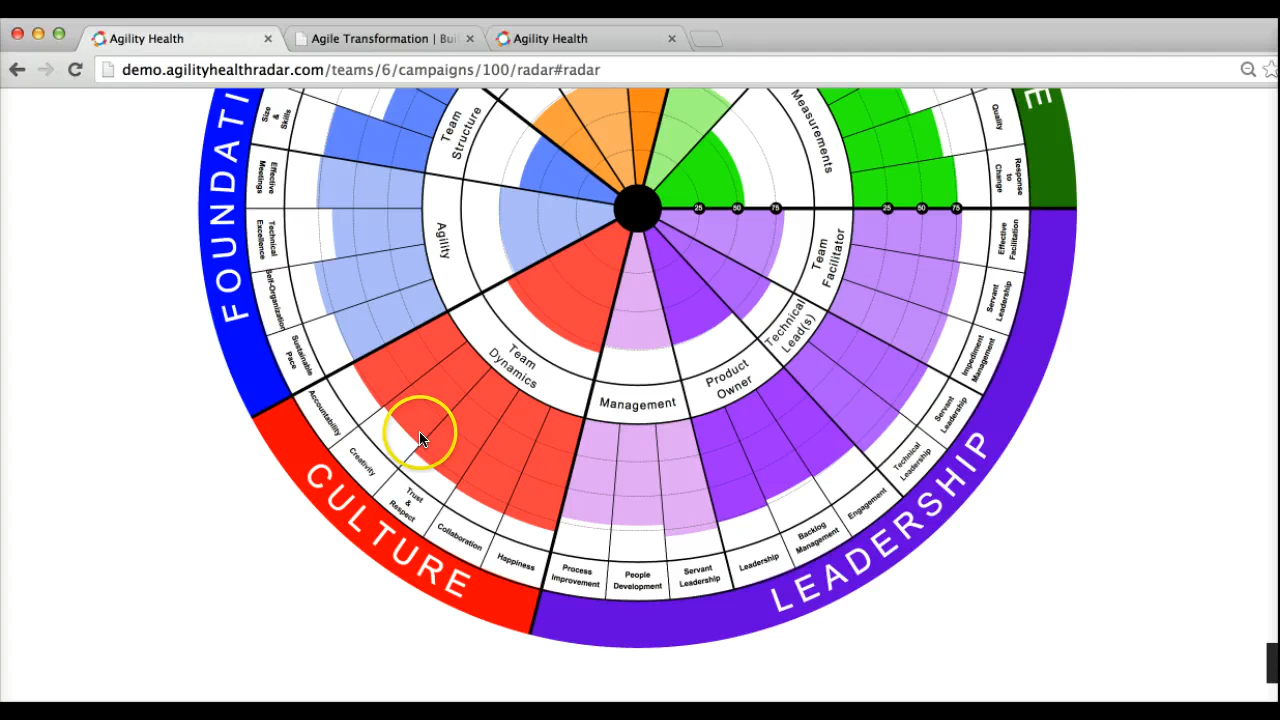 Agility Health
Agile Transformation | Buil
Agility Health
demo.agilityhealthradar.com/teams/6/campaigns/100/radar#radar
FOUNDATI
E
CULTURE
LEADERSHIP
Size
&
Skills
Effective
Meetings
Technical
Excellence
Self-Organization
Sustainable
Pace
Team
Structure
Agility
Measurements
Quality
Response
to
Change
25
50
75
25
50
75
Team
Facilitator
Effective
Facilitation
Servant
Leadership
Impediment
Management
Technical
Lead(s)
Servant
Leadership
Technical
Leadership
Product
Owner
Engagement
Backlog
Management
Leadership
Management
Servant
Leadership
People
Development
Process
Improvement
Team
Dynamics
Happiness
Collaboration
Trust
&
Respect
Creativity
Accountability